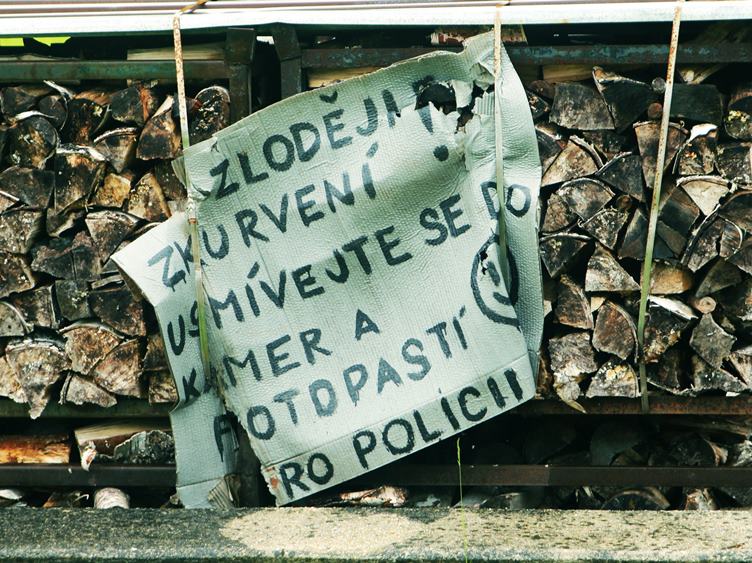 ZLODĚJI!
ZKURVENÍ
USMÍVEJTE SE DO
KAMER A
FOTOPASTÍ
PRO POLICII